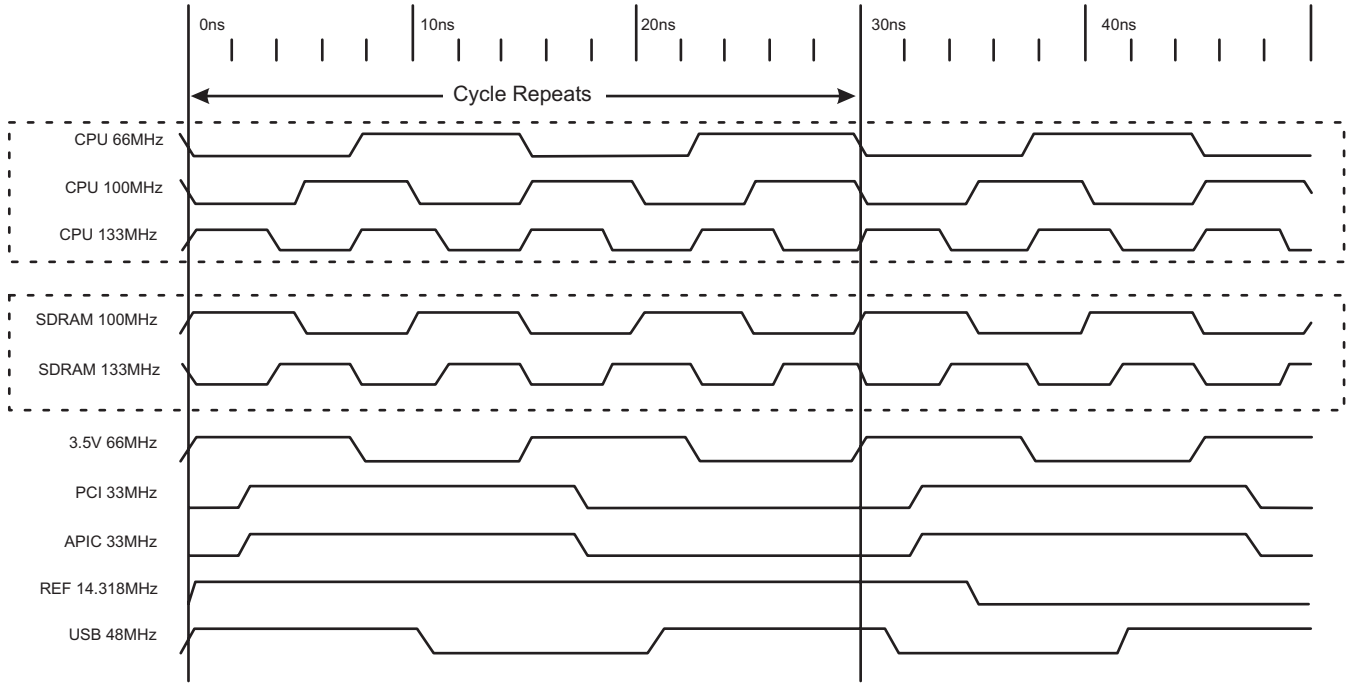 0ns 10ns 20ns 30ns 40ns
Cycle Repeats
CPU 66MHz
CPU 100MHz
CPU 133MHz
SDRAM 100MHz
SDRAM 133MHz
3.5V 66MHz
PCI 33MHz
APIC 33MHz
REF 14.318MHz
USB 48MHz